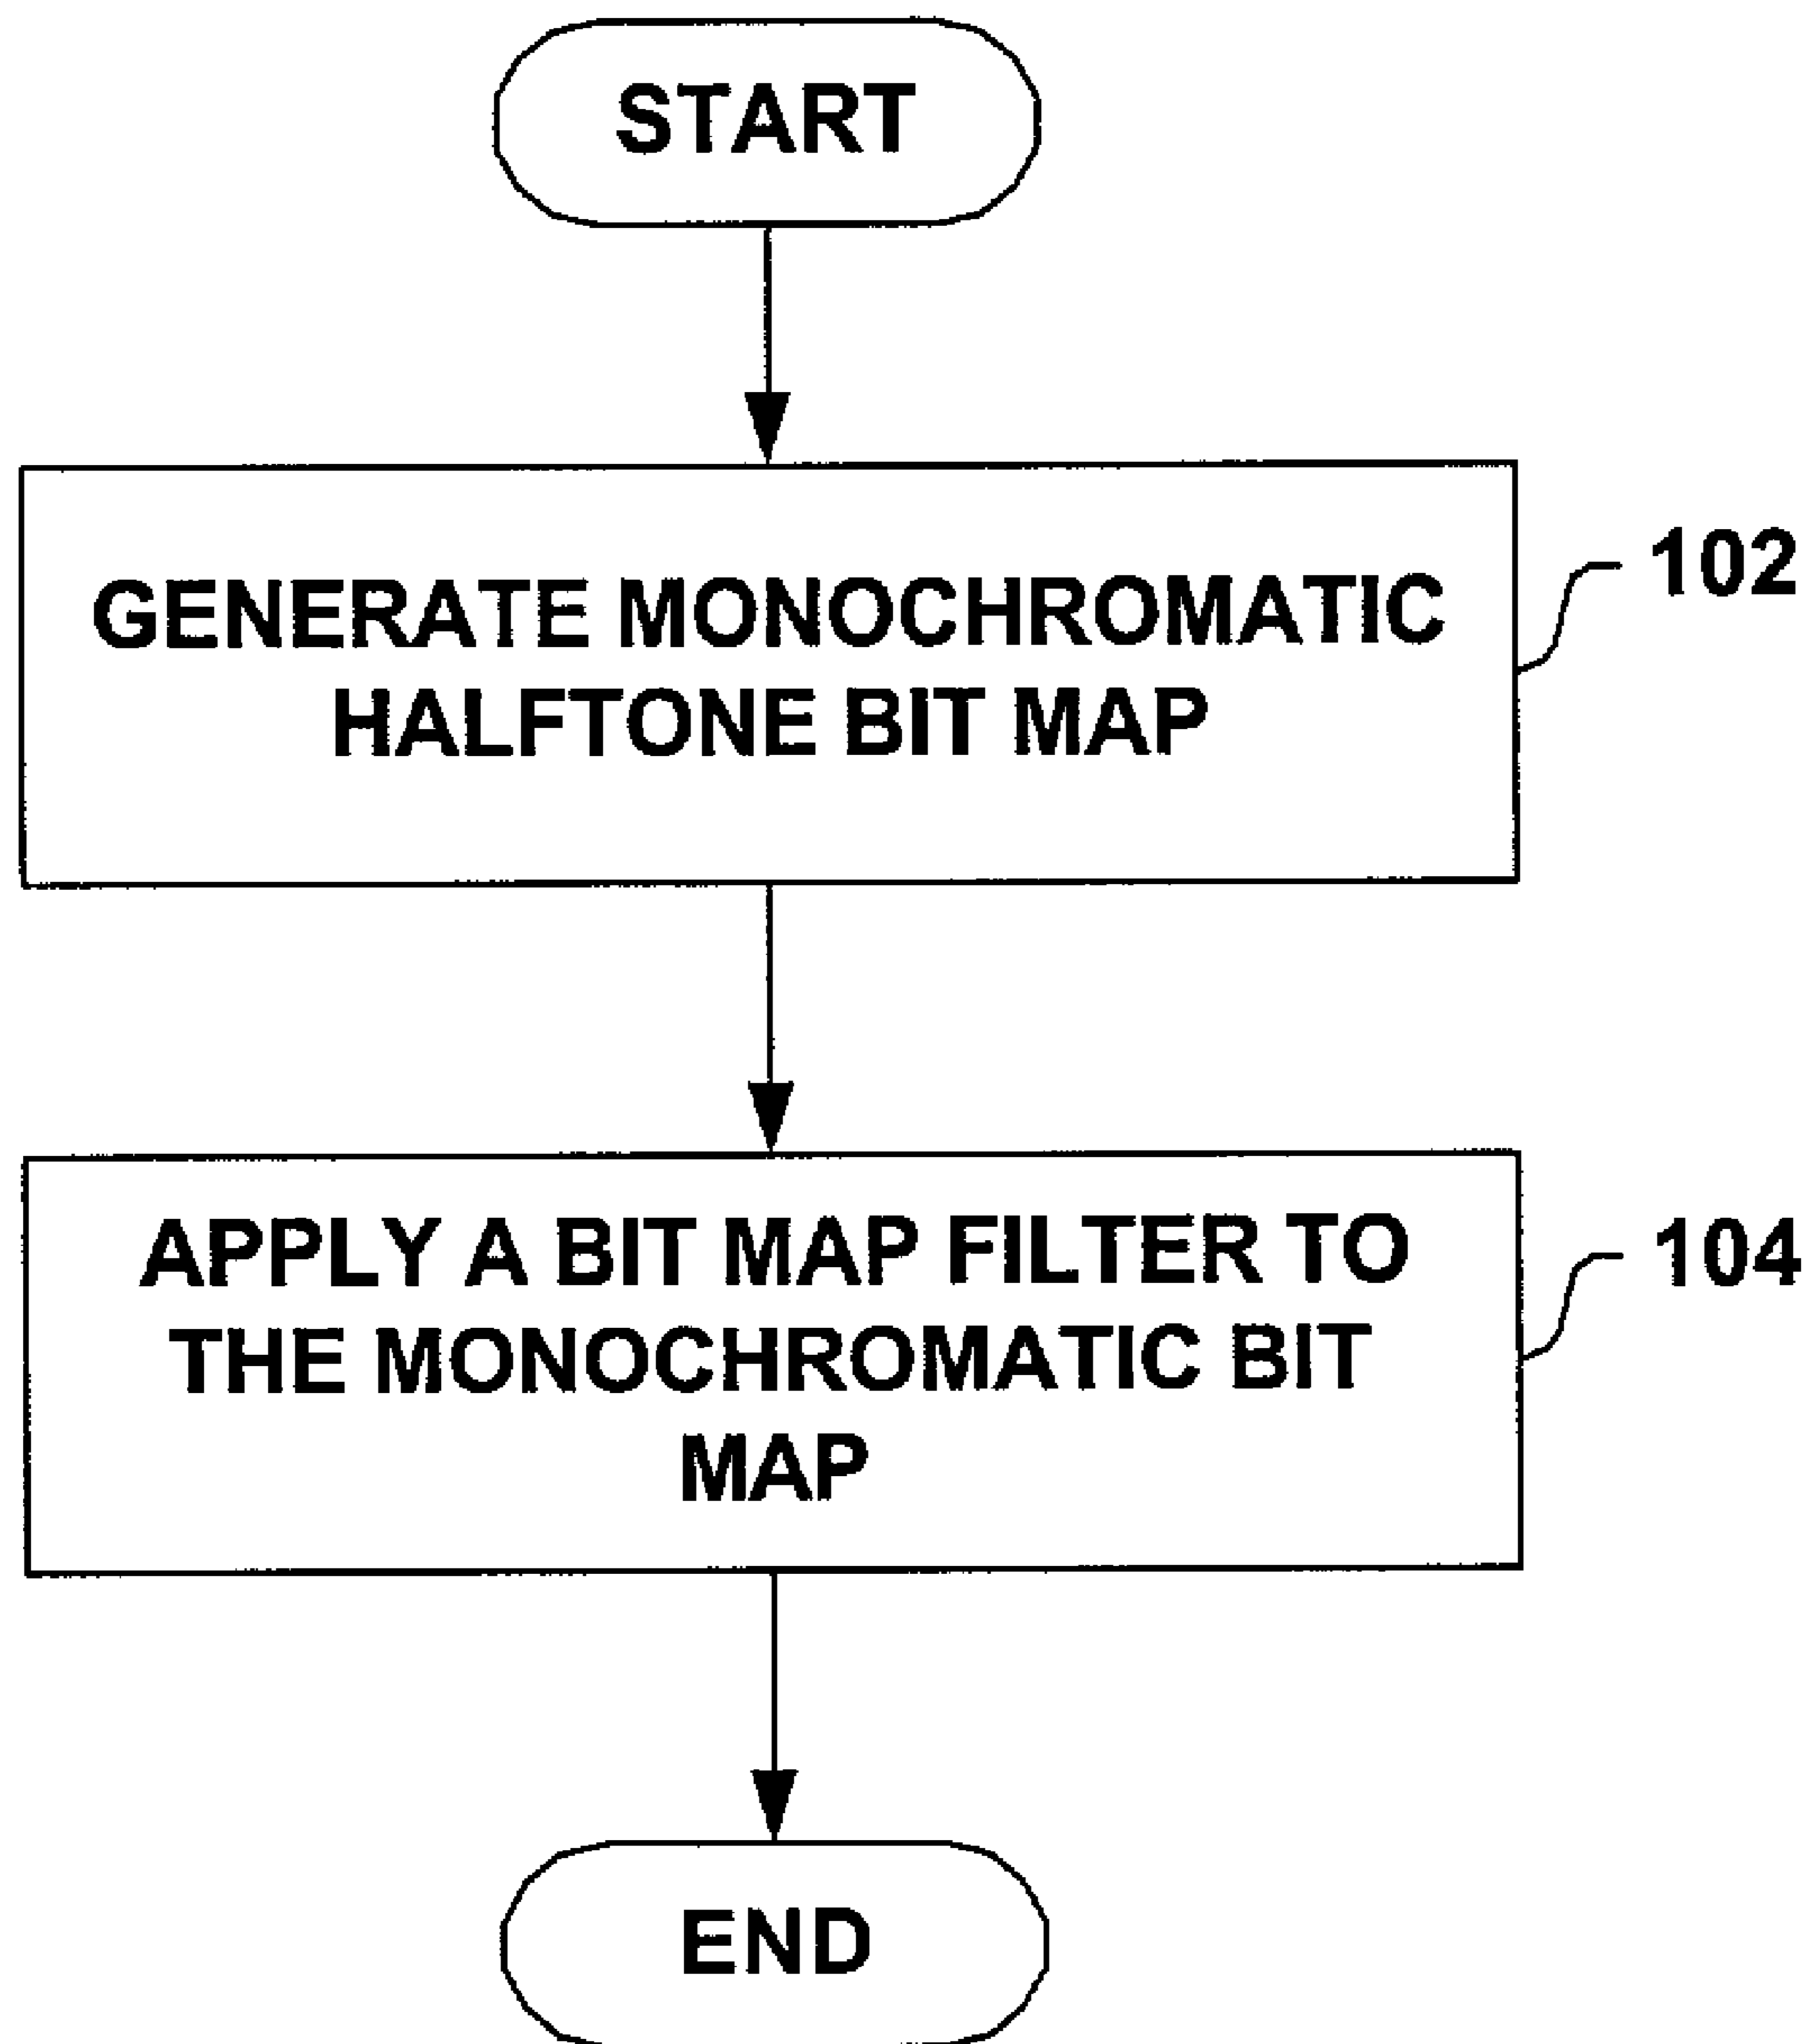 START
GENERATE MONOCHROMATIC
HALFTONE BIT MAP
102
APPLY A BIT MAP FILTER TO
THE MONOCHROMATIC BIT
MAP
104
END